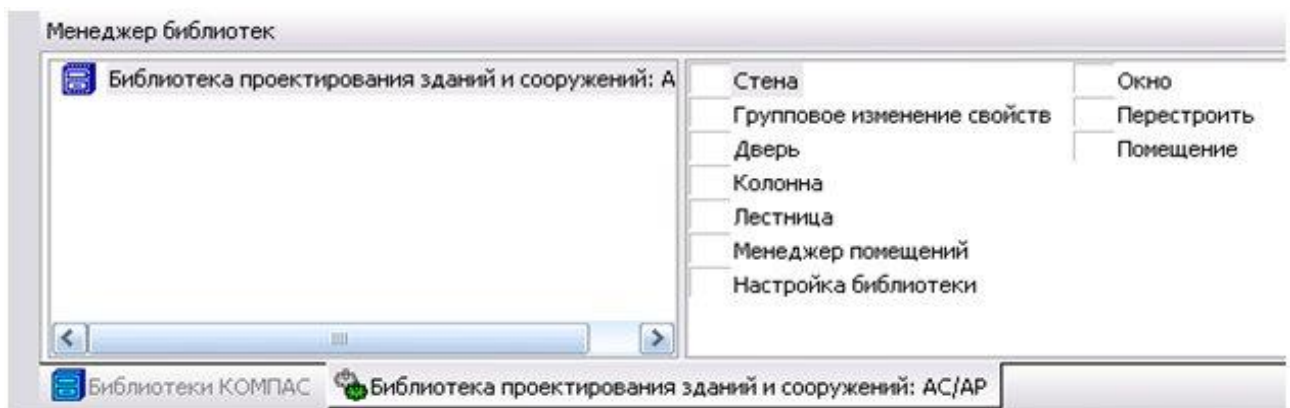 Менеджер библиотек
Библиотека проектирования зданий и сооружений: А
Стена
Групповое изменение свойств
Дверь
Колонна
Лестница
Менеджер помещений
Настройка библиотеки
Окно
Перестроить
Помещение
Библиотеки КОМПАС
Библиотека проектирования зданий и сооружений: АС/АР